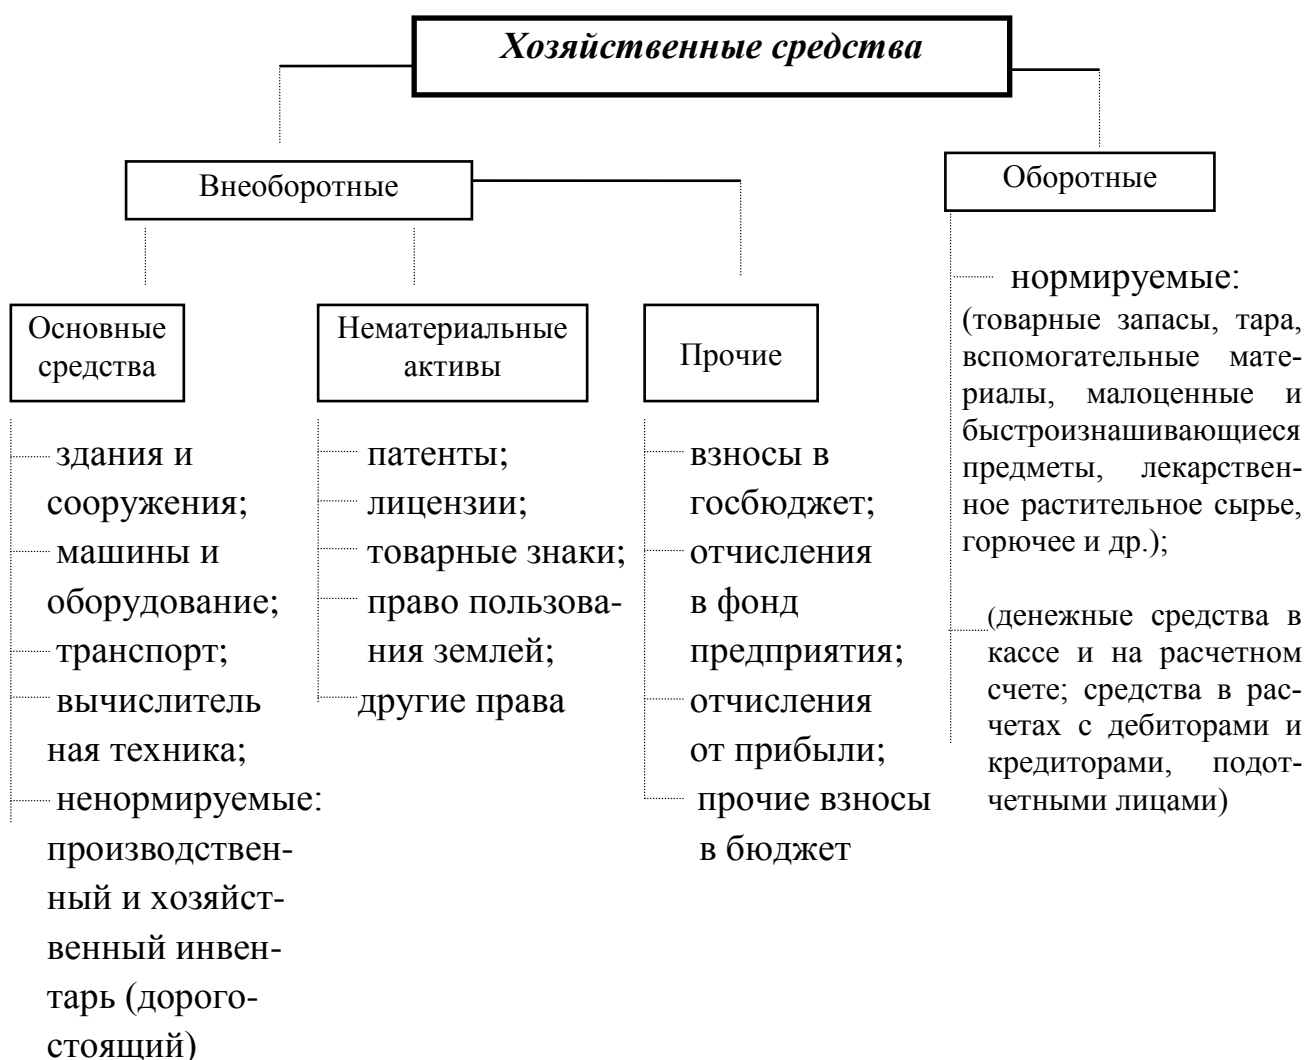 Хозяйственные средства
Внеоборотные
Оборотные
Основные
средства
Нематериальные
активы
Прочие
здания и
сооружения;
машины и
оборудование;
транспорт;
вычислитель
ная техника;
ненормируемые:
производствен-
ный и хозяйст-
венный инвен-
тарь (дорого-
стоящий)
патенты;
лицензии;
товарные знаки;
право пользова-
ния землей;
другие права
взносы в
госбюджет;
отчисления
в фонд
предприятия;
отчисления
от прибыли;
прочие взносы
в бюджет
нормируемые:
(товарные запасы, тара,
вспомогательные мате-
риалы, малоценные и
быстроизнашивающиеся
предметы, лекарствен-
ное растительное сырье,
горючее и др.);
(денежные средства в
кассе и на расчетном
счете; средства в рас-
четах с дебиторами и
кредиторами, подот-
четными лицами)